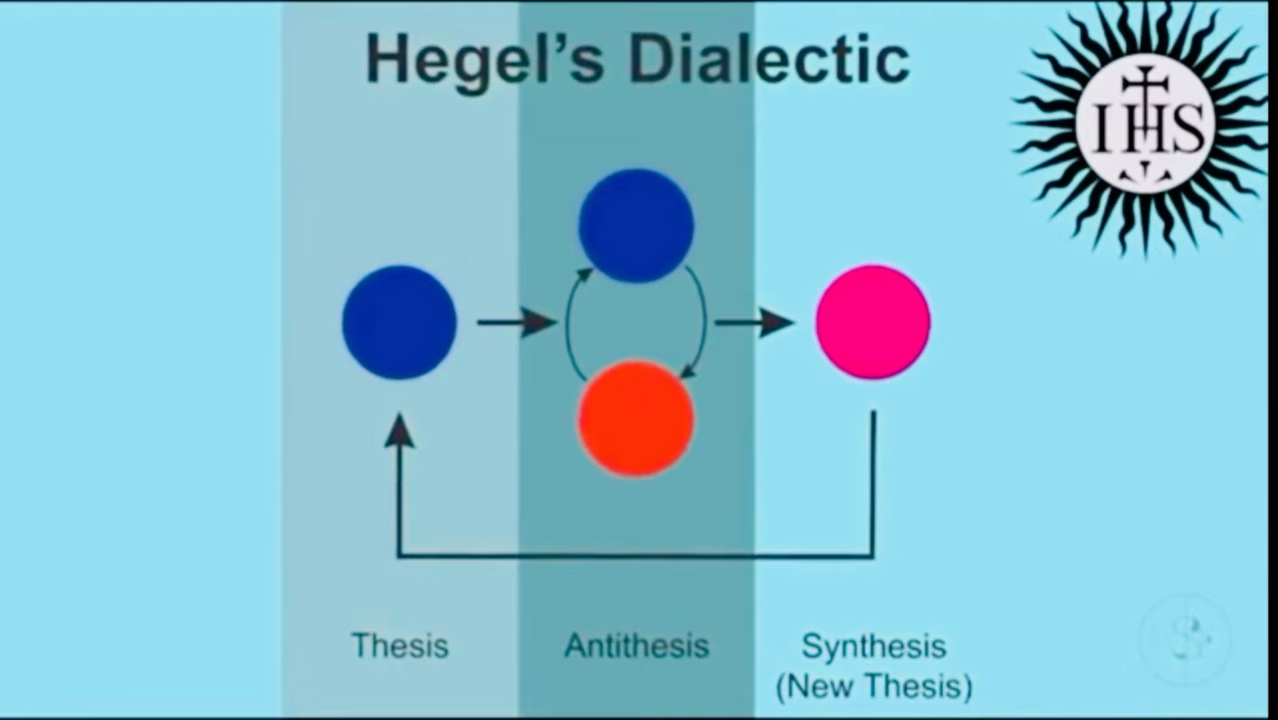 Hegel's Dialectic
IHS
Thesis
Antithesis
Synthesis
(New Thesis)